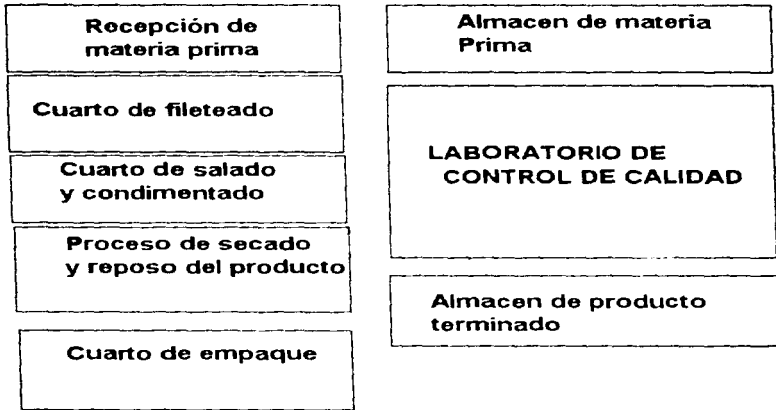 Recepción de
materia prima
Cuarto de fileteado
Cuarto de salado
y condimentado
Proceso de secado
y reposo del producto
Cuarto de empaque
Almacen de materia
Prima
LABORATORIO DE
CONTROL DE CALIDAD
Almacen de producto
terminado